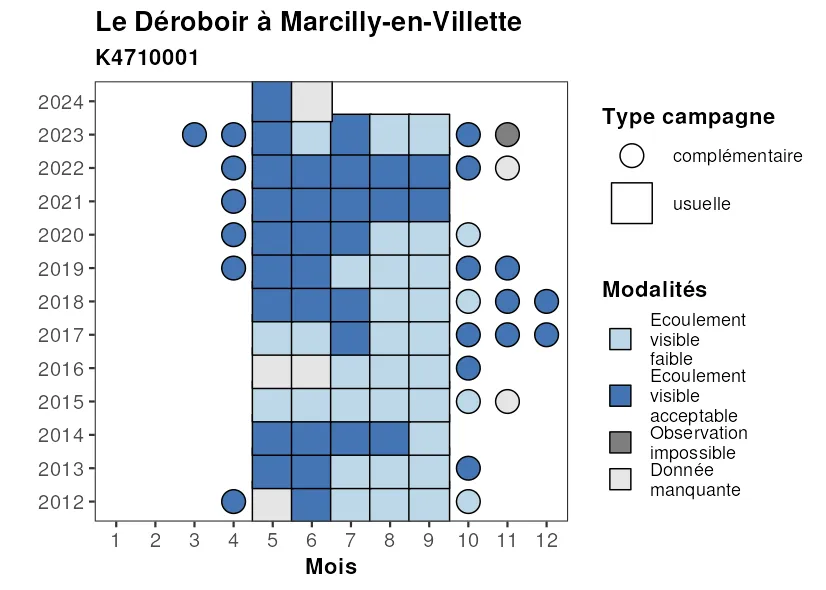 Le Déroboir à Marcilly-en-Villette
K4710001
2024
2023
2022
2021
2020
2019
2018
2017
2016
2015
2014
2013
2012
1 2 3 4 5 6 7 8 9 10 11 12
Mois
Type campagne
complémentaire
usuelle
Modalités
Ecoulement
visible
faible
Ecoulement
visible
acceptable
Observation
impossible
Donnée
manquante